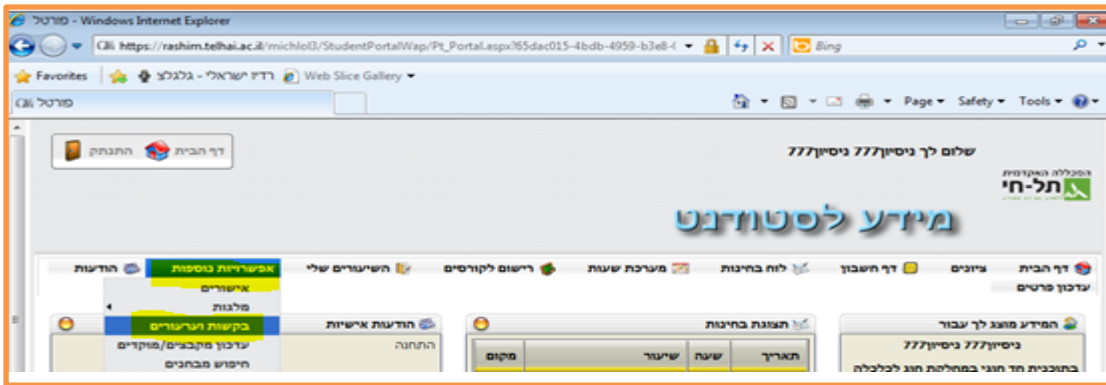 פורטל - Windows Internet Explorer
https://rashim.telhai.ac.il/michlol3/StudentPortalWap/Pt_Portal.aspx?65dac015-4bdb-4959-b3e8-( Bing
Favorites רדיו ישראלי - גלגלצ Web Slice Gallery
פורטל Page Safety Tools
דף הבית התנתק
שלום לך ניסיון777 ניסיון777
המכללה האקדמית
תל-חי
מידע לסטודנט
דף הבית ציונים דף חשבון לוח בחינות מערכת שעות רישום לקורסים השיעורים שלי אפשרויות נוספות הודעות
עדכון פרטים
אישורים
מלגות
בקשות וערעורים
עדכון מקבצים/מוקדים
חיפוש מבחנים
המידע מוצג לך עבור
ניסיון777 ניסיון777
בתוכנית חד חוגי במחלקת חוג לכלכלה
תצוגת בחינות
תאריך שעה שיעור מקום
הודעות אישיות
התחנה